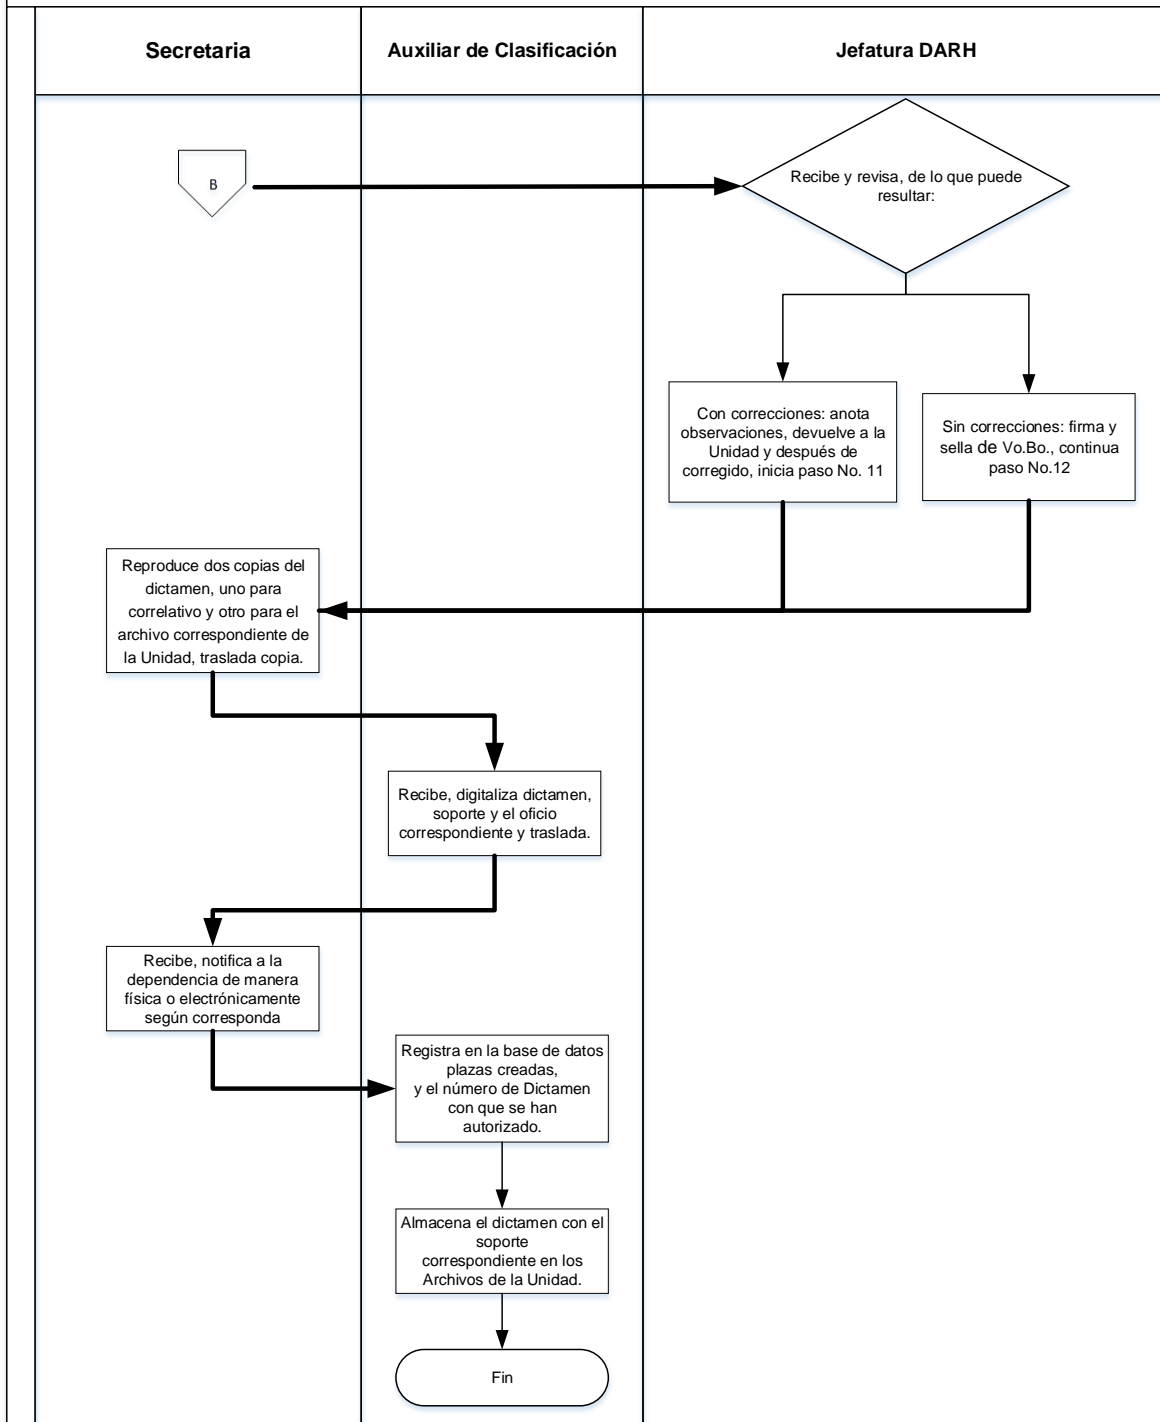 Secretaria
Auxiliar de Clasificación
Jefatura DARH
B
Recibe y revisa, de lo que puede
resultar:
Con correcciones: anota
observaciones, devuelve a la
Unidad y después de
corregido, inicia paso No. 11
Sin correcciones: firma y
sella de Vo.Bo., continua
paso No.12
Reproduce dos copias del
dictamen, uno para
correlativo y otro para el
archivo correspondiente de
la Unidad, traslada copia.
Recibe, digitaliza dictamen,
soporte y el oficio
correspondiente y traslada.
Recibe, notifica a la
dependencia de manera
física o electrónicamente
según corresponda
Registra en la base de datos
plazas creadas,
y el número de Dictamen
con que se han
autorizado.
Almacena el dictamen con el
soporte
correspondiente en los
Archivos de la Unidad.
Fin